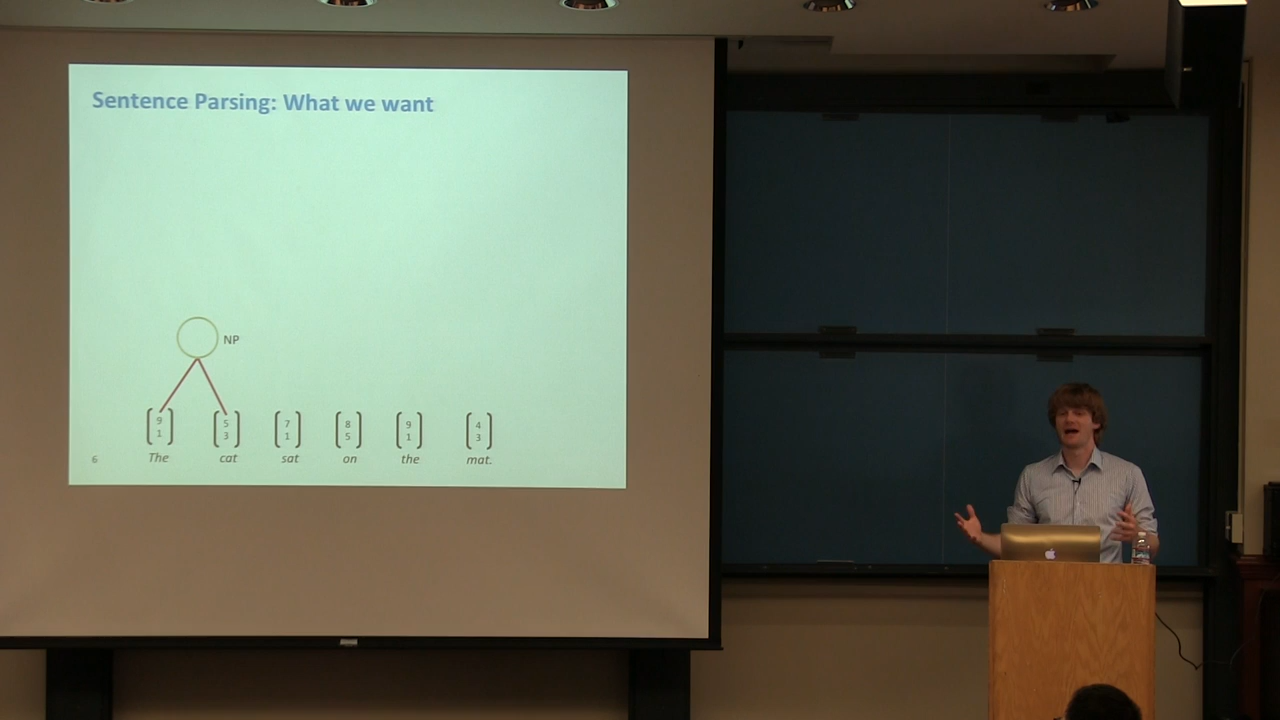 Sentence Parsing: What we want
NP
9 5 7 8 9 4
1 3 1 5 1 3
6 The cat sat on the mat.